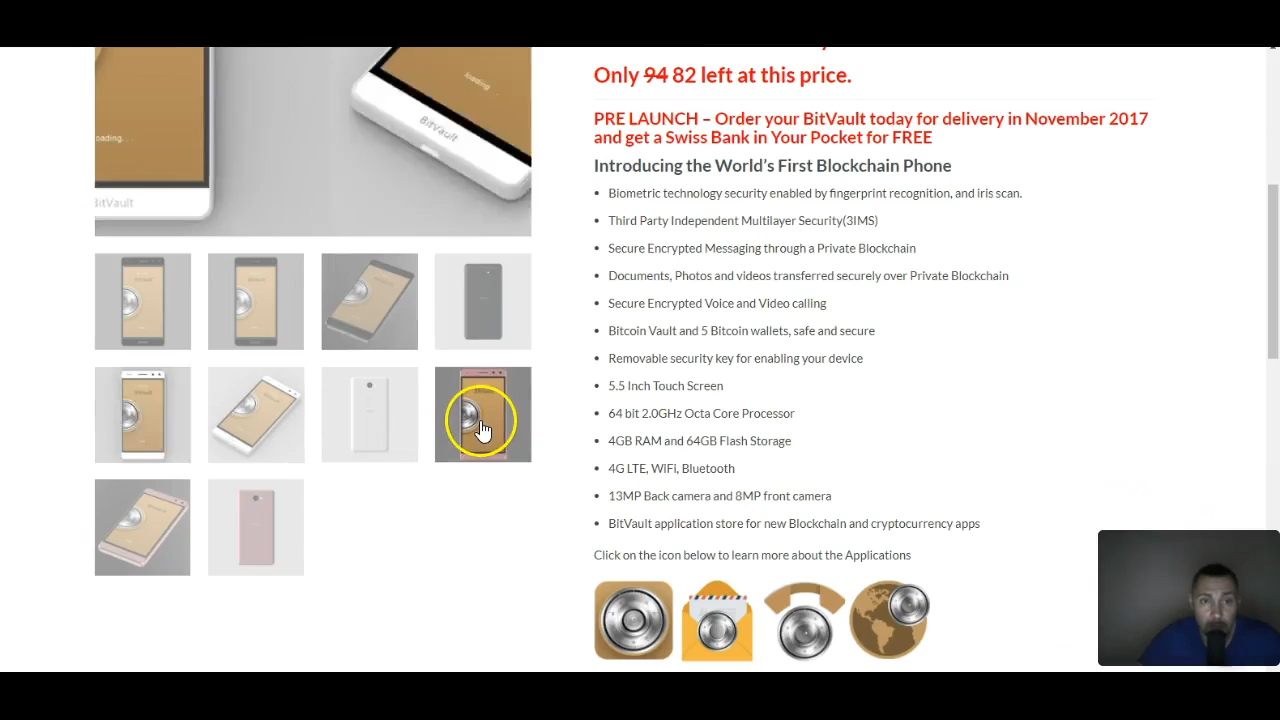 Only 94 82 left at this price.
PRE LAUNCH – Order your BitVault today for delivery in November 2017
and get a Swiss Bank in Your Pocket for FREE
Introducing the World's First Blockchain Phone
• Biometric technology security enabled by fingerprint recognition, and iris scan.
• Third Party Independent Multilayer Security(3IMS)
• Secure Encrypted Messaging through a Private Blockchain
• Documents, Photos and videos transferred securely over Private Blockchain
• Secure Encrypted Voice and Video calling
• Bitcoin Vault and 5 Bitcoin wallets, safe and secure
• Removable security key for enabling your device
• 5.5 Inch Touch Screen
• 64 bit 2.0GHz Octa Core Processor
• 4GB RAM and 64GB Flash Storage
• 4G LTE, WiFi, Bluetooth
• 13MP Back camera and 8MP front camera
• BitVault application store for new Blockchain and cryptocurrency apps
Click on the icon below to learn more about the Applications
loading
BitVault
loading. . .
BitVault